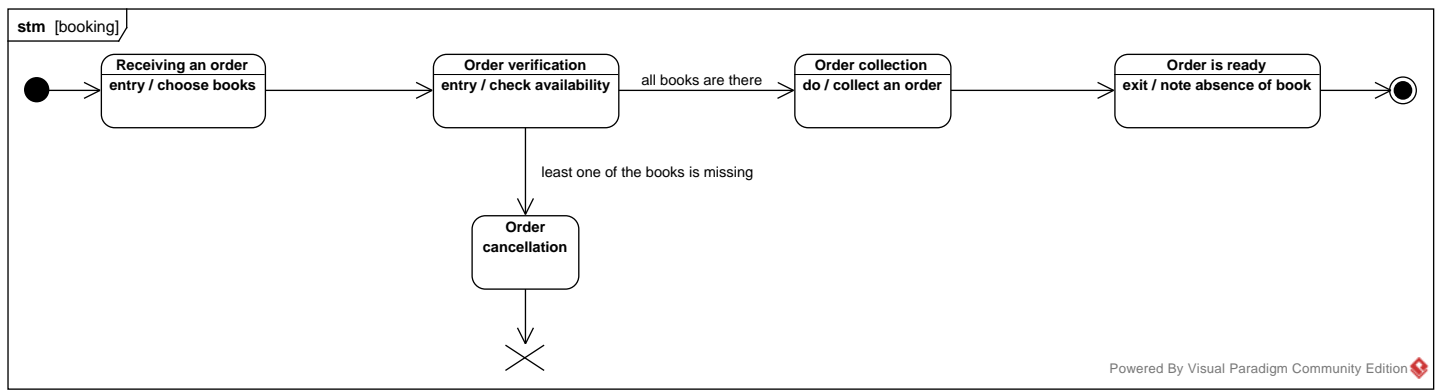 stm [booking]
Receiving an order
entry / choose books
Order verification
entry / check availability
all books are there
Order collection
do / collect an order
Order is ready
exit / note absence of book
least one of the books is missing
Order
cancellation
Powered By Visual Paradigm Community Edition